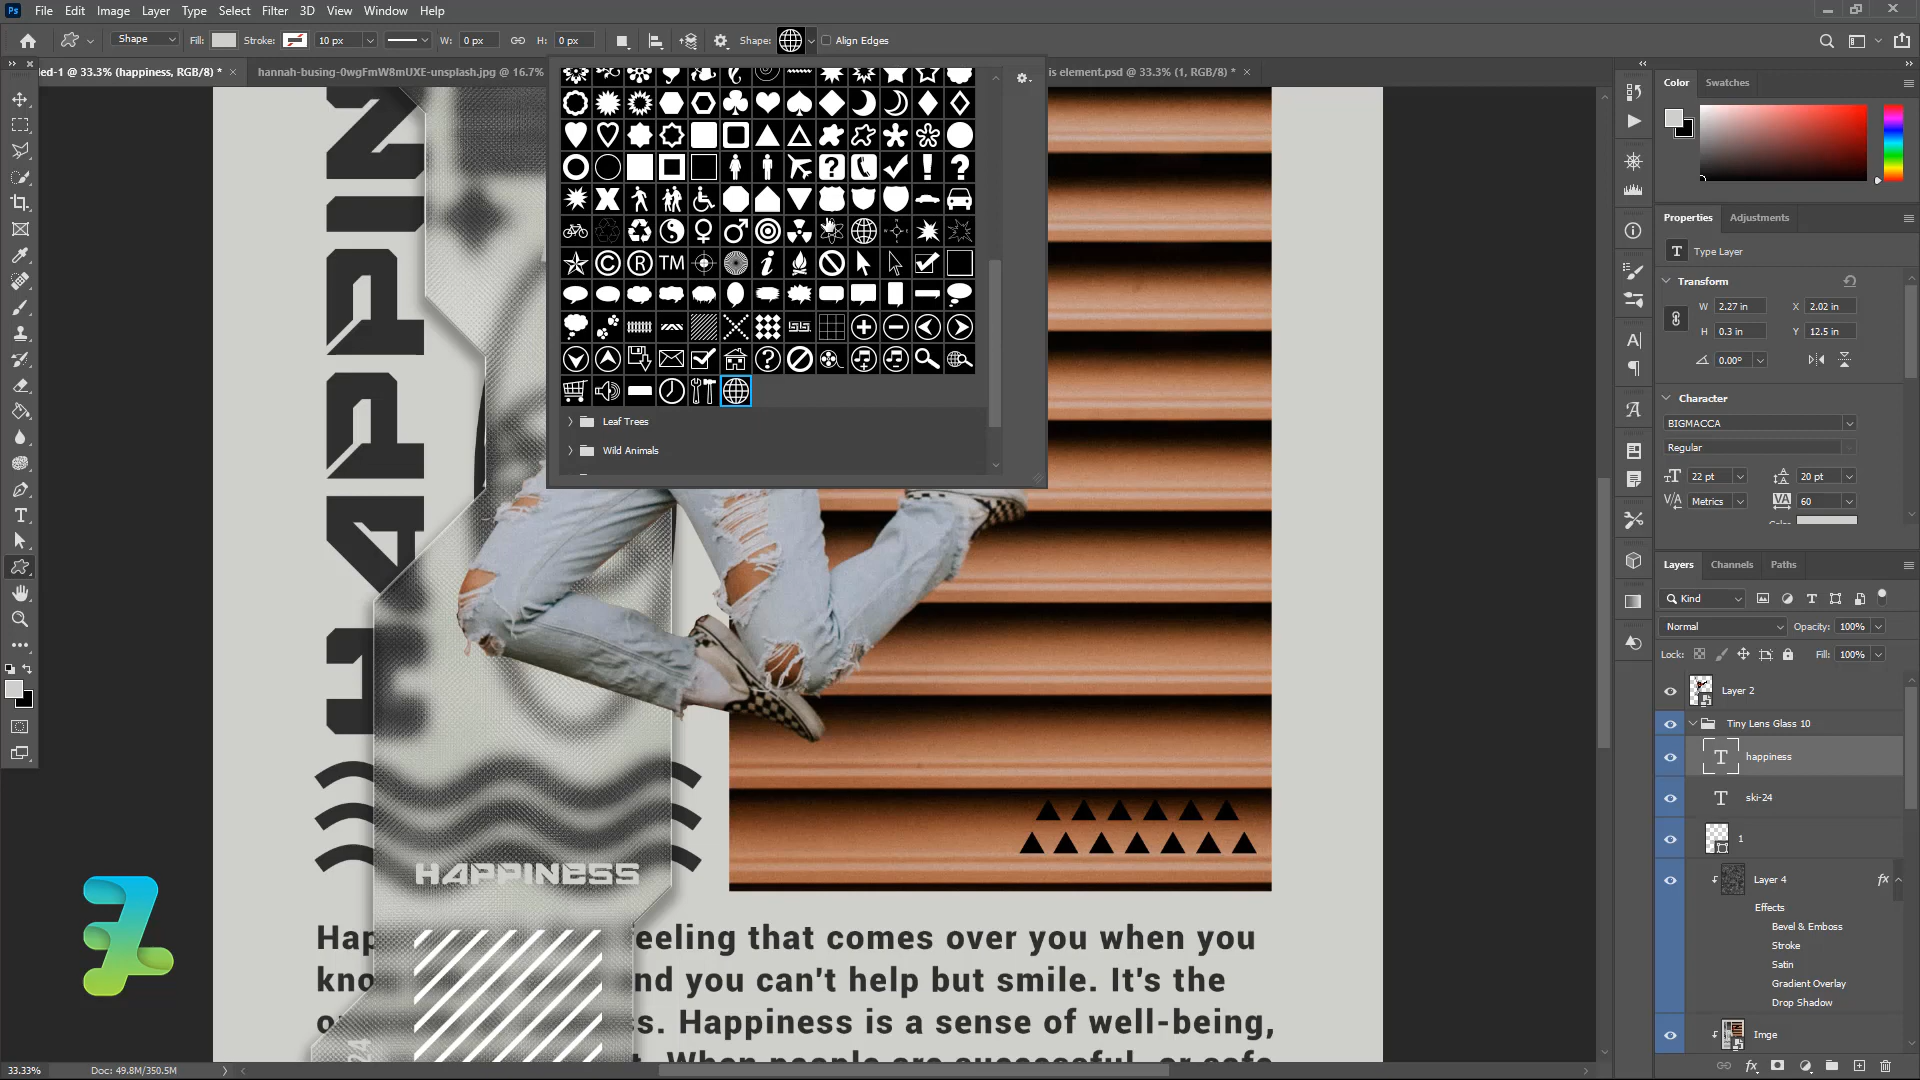 Ps File Edit Image Layer Type Select Filter 3D View Window Help
Shape Fill: Stroke: 10 px W: 0 px H: 0 px Shape: Align Edges
led-1 @ 33.3% (happiness, RGB/8) * × hannah-busing-0wgFmW8mUXE-unsplash.jpg @ 16.7% is element.psd @ 33.3% (1, RGB/8) * ×
TM
Leaf Trees
Wild Animals
HAPPIN
HAPPINESS
Hap feeling that comes over you when you
kno nd you can't help but smile. It's the
s. Happiness is a sense of well-being,
t. When people are successful, or safe
24
33.33% Doc: 49.8M/350.5M
Color Swatches
Properties Adjustments
Type Layer
Transform
W 2.27 in X 2.02 in
H 0.3 in Y 12.5 in
0.00°
Character
BIGMACCA
Regular
22 pt 20 pt
Metrics 60
Color
Layers Channels Paths
Kind
Normal Opacity: 100%
Lock: Fill: 100%
Layer 2
Tiny Lens Glass 10
happiness
ski-24
1
Layer 4 fx
Effects
Bevel & Emboss
Stroke
Satin
Gradient Overlay
Drop Shadow
Imge